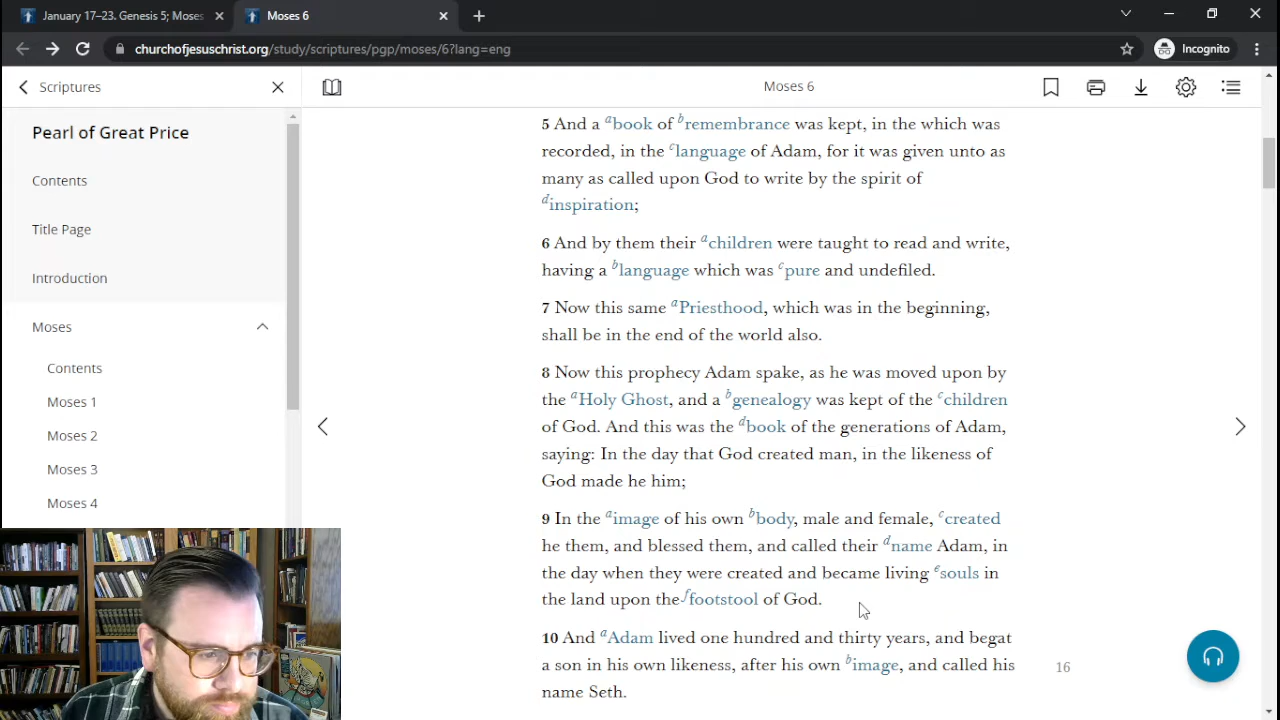 January 17–23. Genesis 5; Moses
Moses 6
churchofjesuschrist.org/study/scriptures/pgp/moses/6?lang=eng
Incognito
Scriptures
Moses 6
Pearl of Great Price
Contents
Title Page
Introduction
Moses
Contents
Moses 1
Moses 2
Moses 3
Moses 4
5 And a abook of bremembrance was kept, in the which was
recorded, in the clanguage of Adam, for it was given unto as
many as called upon God to write by the spirit of
dinspiration;
6 And by them their achildren were taught to read and write,
having a blanguage which was cpure and undefiled.
7 Now this same aPriesthood, which was in the beginning,
shall be in the end of the world also.
8 Now this prophecy Adam spake, as he was moved upon by
the aHoly Ghost, and a bgenealogy was kept of the cchildren
of God. And this was the dbook of the generations of Adam,
saying: In the day that God created man, in the likeness of
God made he him;
9 In the aimage of his own bbody, male and female, ccreated
he them, and blessed them, and called their dname Adam, in
the day when they were created and became living esouls in
the land upon the ffootstool of God.
10 And aAdam lived one hundred and thirty years, and begat
a son in his own likeness, after his own bimage, and called his
name Seth.
16